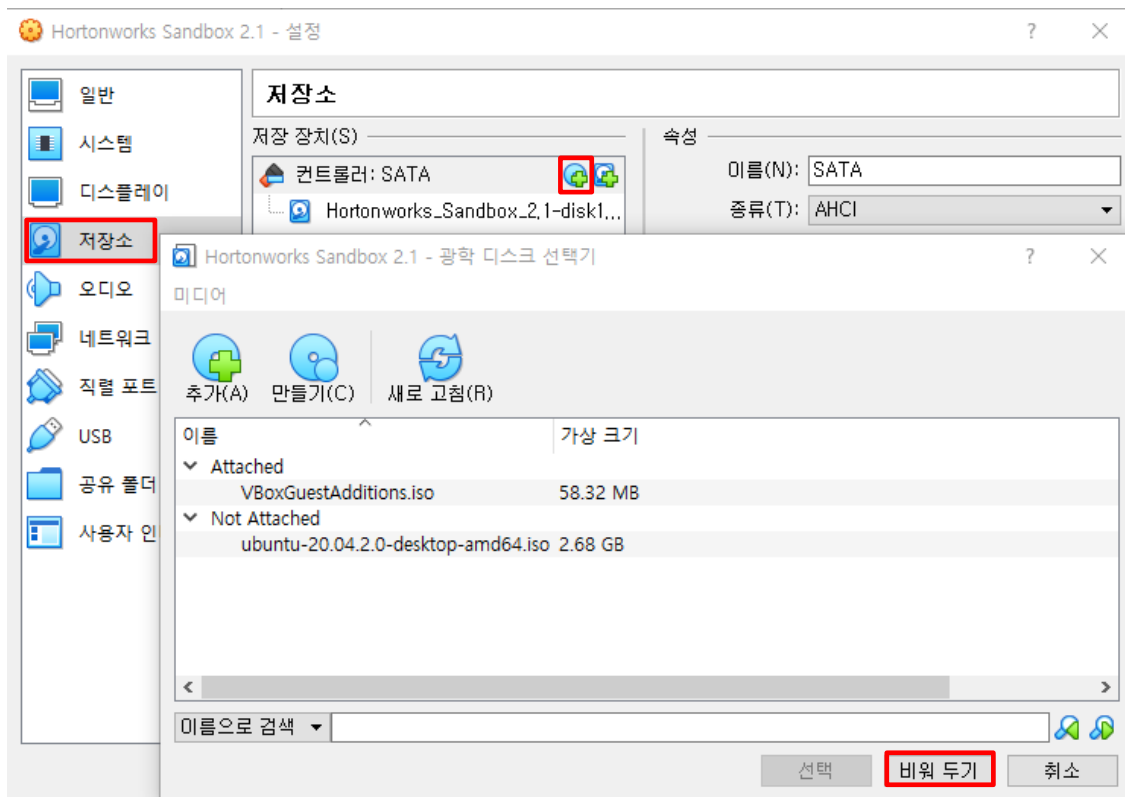 Hortonworks Sandbox 2.1 - 설정
일반
시스템
디스플레이
저장소
오디오
네트워크
직렬 포트
USB
공유 폴더
사용자 인
저장소
저장 장치(S)
컨트롤러: SATA
Hortonworks_Sandbox_2,1-disk1,,,
속성
이름(N): SATA
종류(T): AHCI
Hortonworks Sandbox 2.1 - 광학 디스크 선택기
미디어
추가(A) 만들기(C) 새로 고침(R)
이름 가상 크기
Attached
VBoxGuestAdditions.iso 58.32 MB
Not Attached
ubuntu-20.04.2.0-desktop-amd64.iso 2.68 GB
이름으로 검색
선택 비워 두기 취소